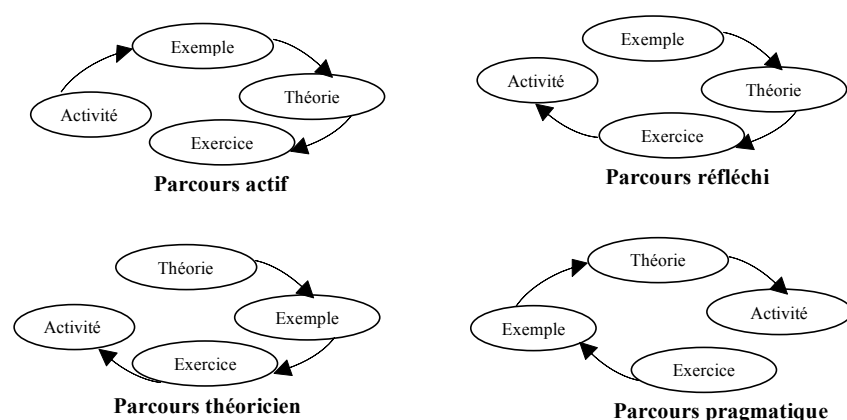 Exemple
Activité
Théorie
Exercice
Parcours actif
Exemple
Activité
Théorie
Exercice
Parcours réfléchi
Théorie
Activité
Exemple
Exercice
Parcours théoricien
Théorie
Activité
Exemple
Exercice
Parcours pragmatique